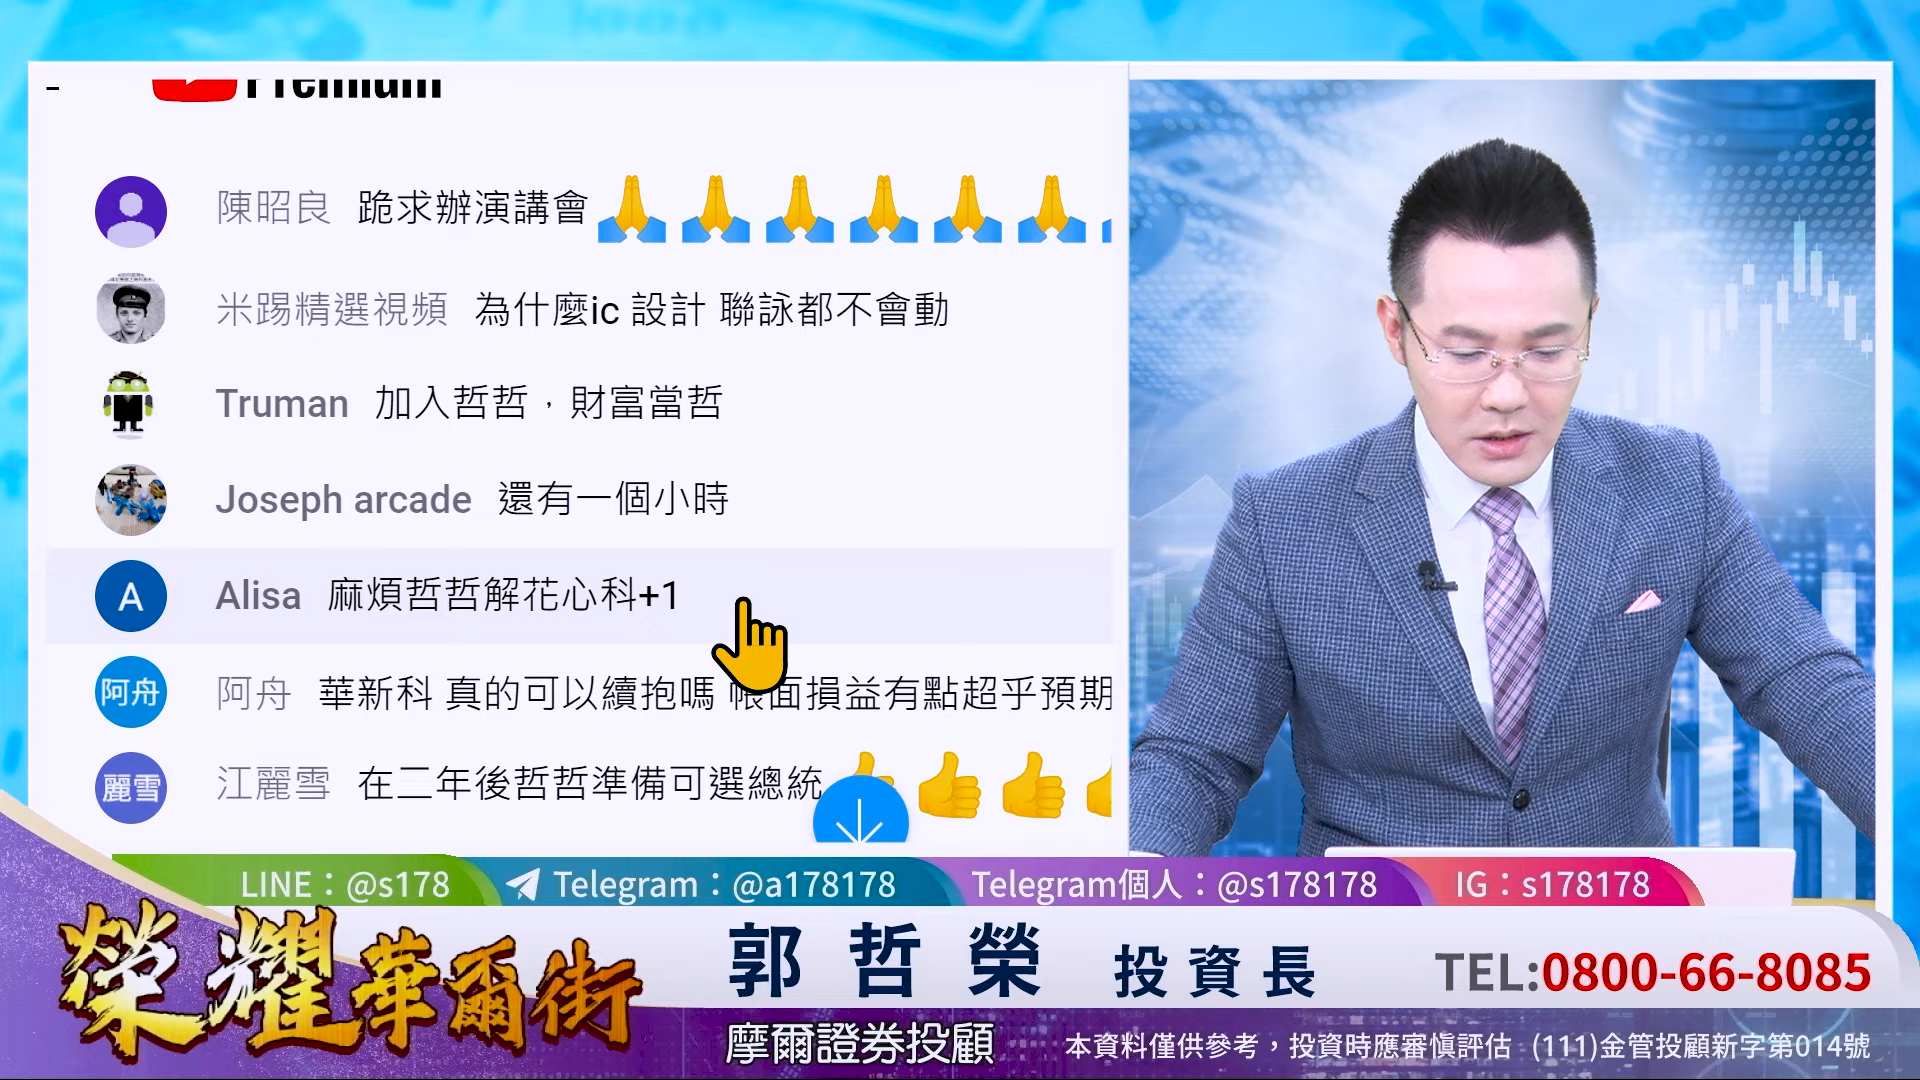 Premium
陳昭良 跪求辦演講會
米踢精選視頻 為什麼ic 設計 聯詠都不會動
Truman 加入哲哲，財富當哲
Joseph arcade 還有一個小時
A Alisa 麻煩哲哲解花心科+1
阿舟 阿舟 華新科 真的可以續抱嗎 帳面損益有點超乎預期
麗雪 江麗雪 在二年後哲哲準備可選總統
LINE：@s178 Telegram：@a178178 Telegram個人：@s178178 IG：s178178
榮耀華爾街
郭哲榮 投資長
TEL:0800-66-8085
摩爾證券投顧
本資料僅供參考，投資時應審慎評估 (111)金管投顧新字第014號